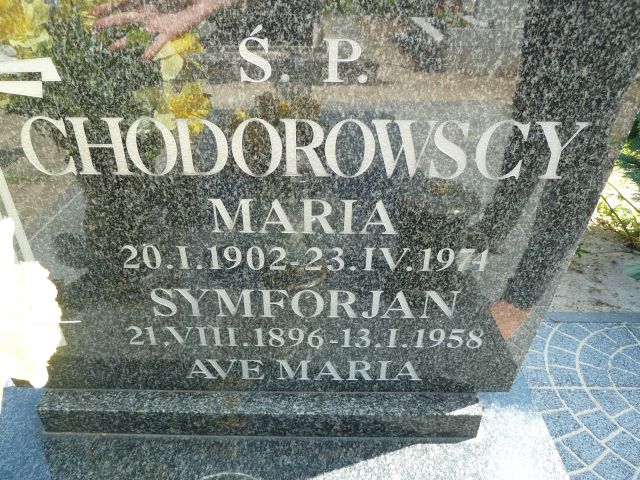 Ś. P.
CHODOROWSCY
MARIA
20.I.1902-23.IV.1974
SYMFORJAN
21.VIII.1896-13.I.1958
AVE MARIA